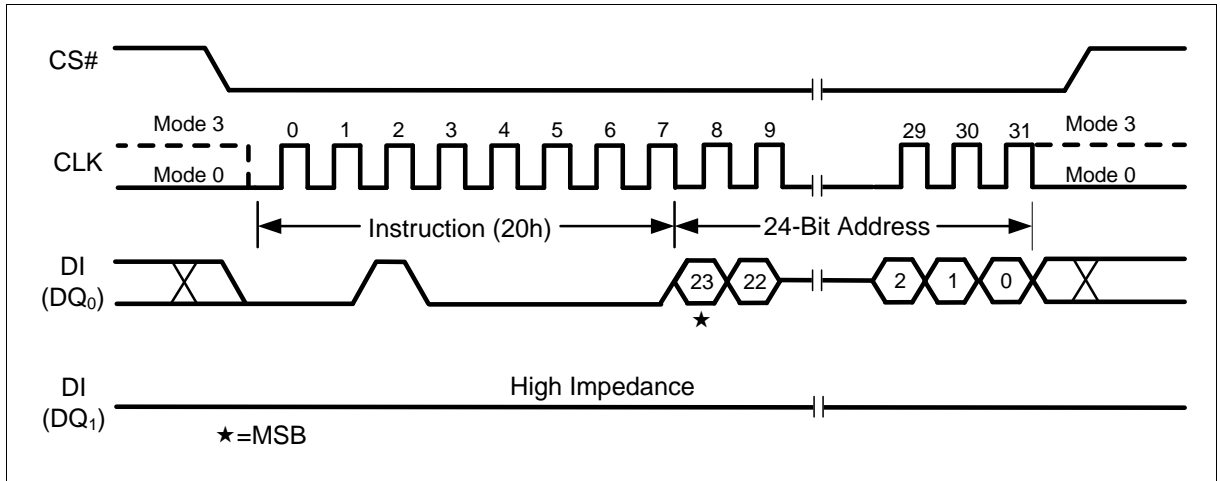 CS#
Mode 3
0 1 2 3 4 5 6 7 8 9 29 30 31
Mode 3
CLK
Mode 0
Mode 0
Instruction (20h)
24-Bit Address
DI
(DQ0)
23 22 2 1 0
★
DI
(DQ1)
High Impedance
★=MSB